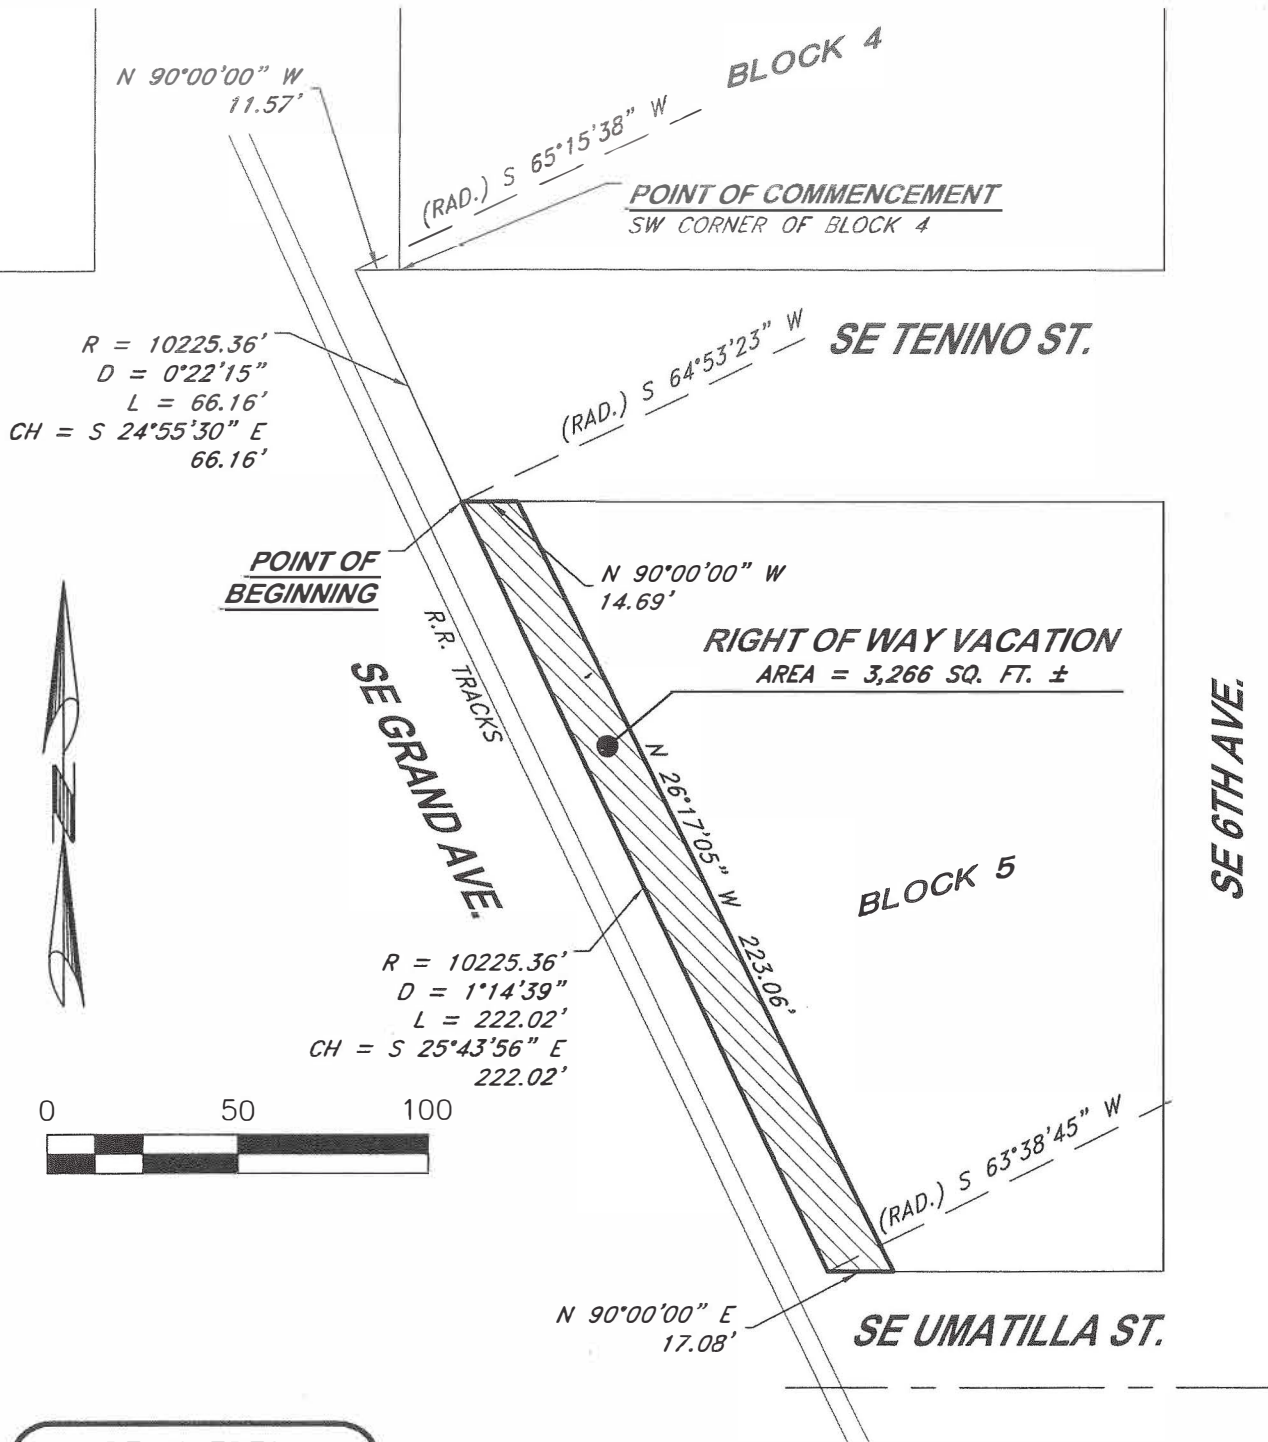 BLOCK 4
N 90°00'00" W
11.57'
(RAD.) S 65°15'38" W
POINT OF COMMENCEMENT
SW CORNER OF BLOCK 4
SE TENINO ST.
R = 10225.36'
D = 0°22'15"
L = 66.16'
CH = S 24°55'30" E
66.16'
(RAD.) S 64°53'23" W
POINT OF
BEGINNING
N 90°00'00" W
14.69'
R.R. TRACKS
RIGHT OF WAY VACATION
AREA = 3,266 SQ. FT. ±
SE GRAND AVE.
SE 6TH AVE.
N
N 26°17'05" W 223.06'
BLOCK 5
R = 10225.36'
D = 1°14'39"
L = 222.02'
CH = S 25°43'56" E
222.02'
0 50 100
(RAD.) S 63°38'45" W
N 90°00'00" E
17.08'
SE UMATILLA ST.